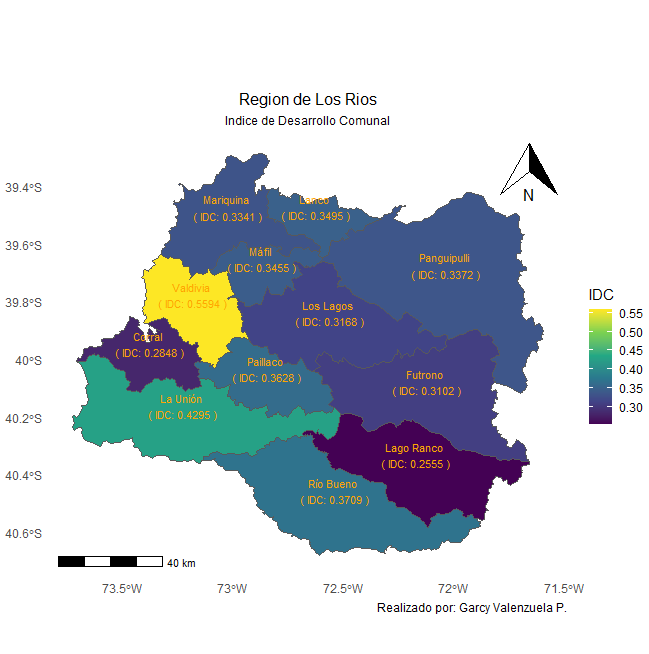 Region de Los Rios
Indice de Desarrollo Comunal
N
39.4°S
39.6°S
39.8°S
40°S
40.2°S
40.4°S
40.6°S
Mariquina
( IDC: 0.3341 )
Lanco
( IDC: 0.3495 )
Máfil
( IDC: 0.3455 )
Panguipulli
( IDC: 0.3372 )
Valdivia
( IDC: 0.5594 )
Los Lagos
( IDC: 0.3168 )
Corral
( IDC: 0.2848 )
Paillaco
( IDC: 0.3628 )
Futrono
( IDC: 0.3102 )
La Unión
( IDC: 0.4295 )
Lago Ranco
( IDC: 0.2555 )
Río Bueno
( IDC: 0.3709 )
IDC
0.55
0.50
0.45
0.40
0.35
0.30
40 km
73.5°W
73°W
72.5°W
72°W
71.5°W
Realizado por: Garcy Valenzuela P.